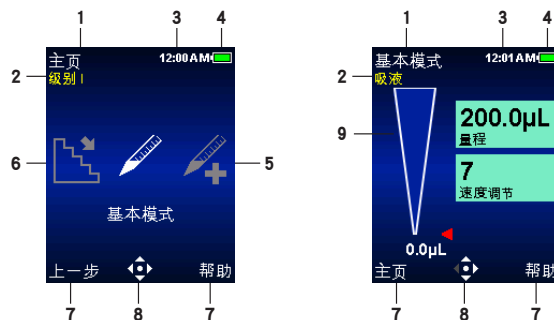 1 3 4
主页 12:00AM
2 级别 I
6 5
基本模式
上一步 帮助
7 8 7
1 3 4
基本模式 12:01AM
2 吸液
9
200.0µL
量程
7
速度调节
0.0µL
主页 帮助
7 8 7